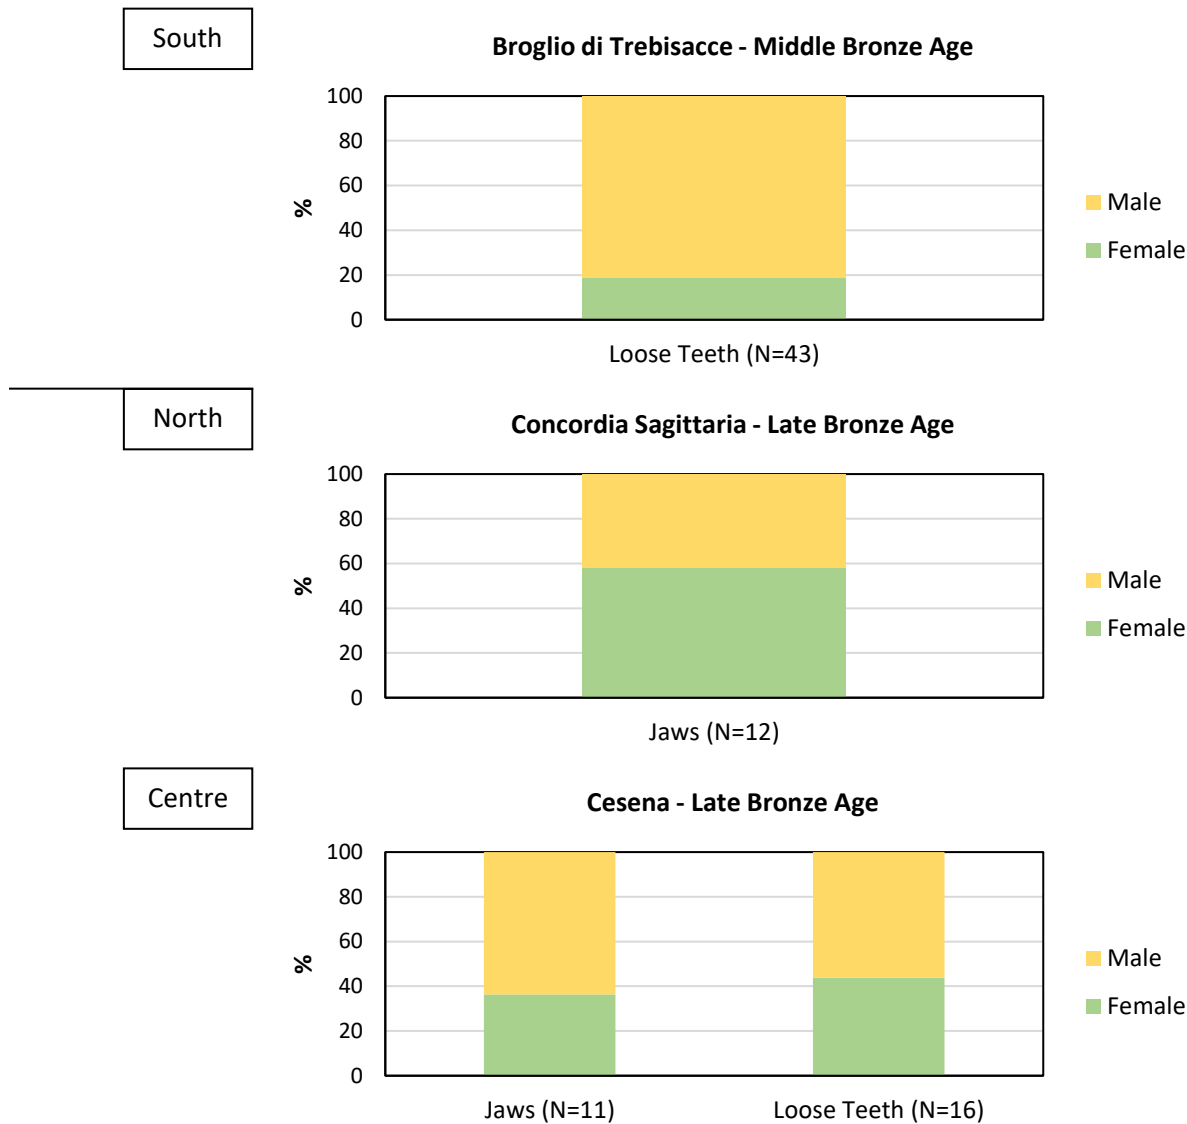 South
Broglio di Trebisacce - Middle Bronze Age
100
80
60
40
20
0
%
Male
Female
Loose Teeth (N=43)
North
Concordia Sagittaria - Late Bronze Age
100
80
60
40
20
0
%
Male
Female
Jaws (N=12)
Centre
Cesena - Late Bronze Age
100
80
60
40
20
0
%
Male
Female
Jaws (N=11) Loose Teeth (N=16)